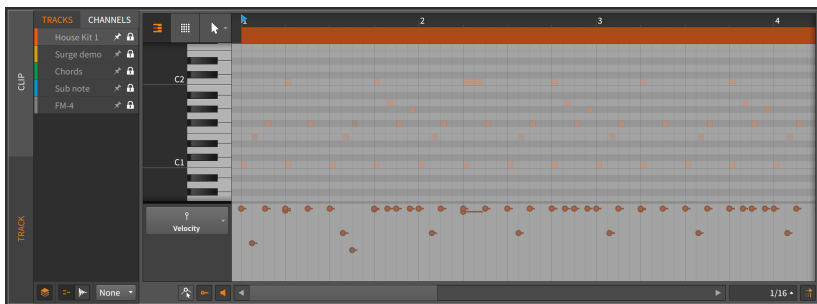 TRACKS CHANNELS
1 2 3 4
House Kit 1
Surge demo
Chords
Sub note
FM-4
CLIP
TRACK
C2
C1
Velocity
None
1/16